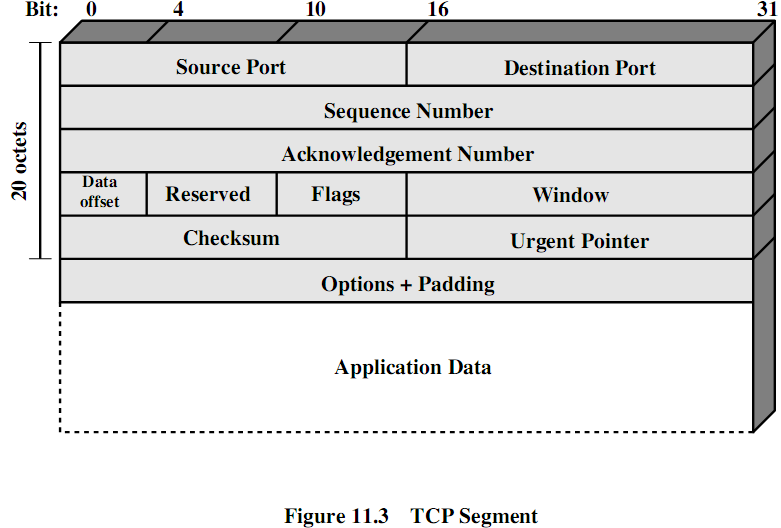 Bit: 0 4 10 16 31
Source Port Destination Port
Sequence Number
Acknowledgement Number
Data
offset Reserved Flags Window
Checksum Urgent Pointer
Options + Padding
Application Data
20 octets
Figure 11.3 TCP Segment